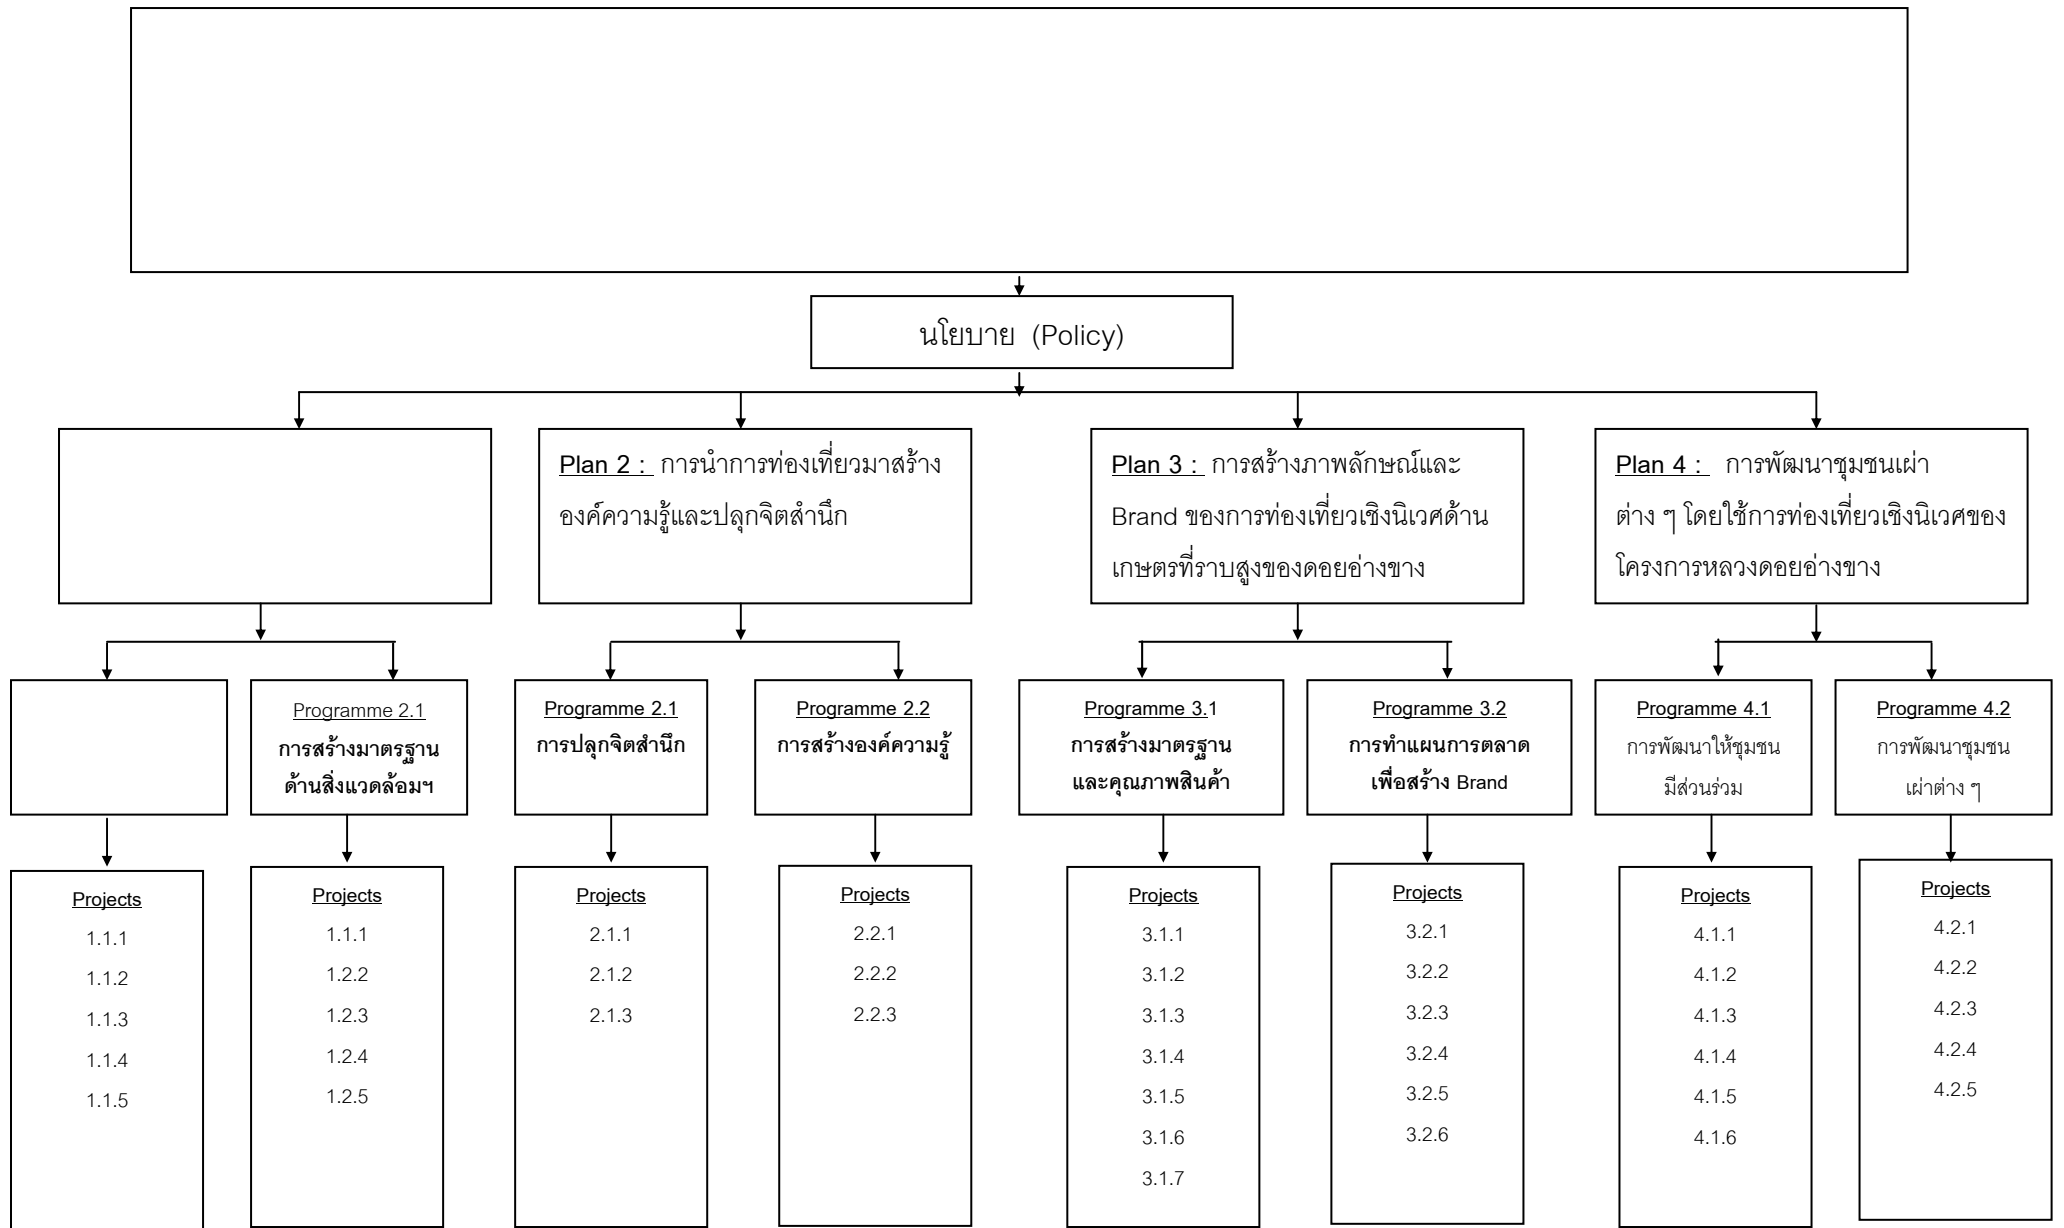 นโยบาย (Policy)
Plan 2 : การนำการท่องเที่ยวมาสร้าง
องค์ความรู้และปลุกจิตสำนึก
Plan 3 : การสร้างภาพลักษณ์และ
Brand ของการท่องเที่ยวเชิงนิเวศด้าน
เกษตรที่ราบสูงของดอยอ่างขาง
Plan 4 : การพัฒนาชุมชนเผ่า
ต่าง ๆ โดยใช้การท่องเที่ยวเชิงนิเวศของ
โครงการหลวงดอยอ่างขาง
Programme 2.1
การสร้างมาตรฐาน
ด้านสิ่งแวดล้อมฯ
Programme 2.1
การปลุกจิตสำนึก
Programme 2.2
การสร้างองค์ความรู้
Programme 3.1
การสร้างมาตรฐาน
และคุณภาพสินค้า
Programme 3.2
การทำแผนการตลาด
เพื่อสร้าง Brand
Programme 4.1
การพัฒนาให้ชุมชน
มีส่วนร่วม
Programme 4.2
การพัฒนาชุมชน
เผ่าต่าง ๆ
Projects
1.1.1
1.1.2
1.1.3
1.1.4
1.1.5
Projects
1.1.1
1.2.2
1.2.3
1.2.4
1.2.5
Projects
2.1.1
2.1.2
2.1.3
Projects
2.2.1
2.2.2
2.2.3
Projects
3.1.1
3.1.2
3.1.3
3.1.4
3.1.5
3.1.6
3.1.7
Projects
3.2.1
3.2.2
3.2.3
3.2.4
3.2.5
3.2.6
Projects
4.1.1
4.1.2
4.1.3
4.1.4
4.1.5
4.1.6
Projects
4.2.1
4.2.2
4.2.3
4.2.4
4.2.5